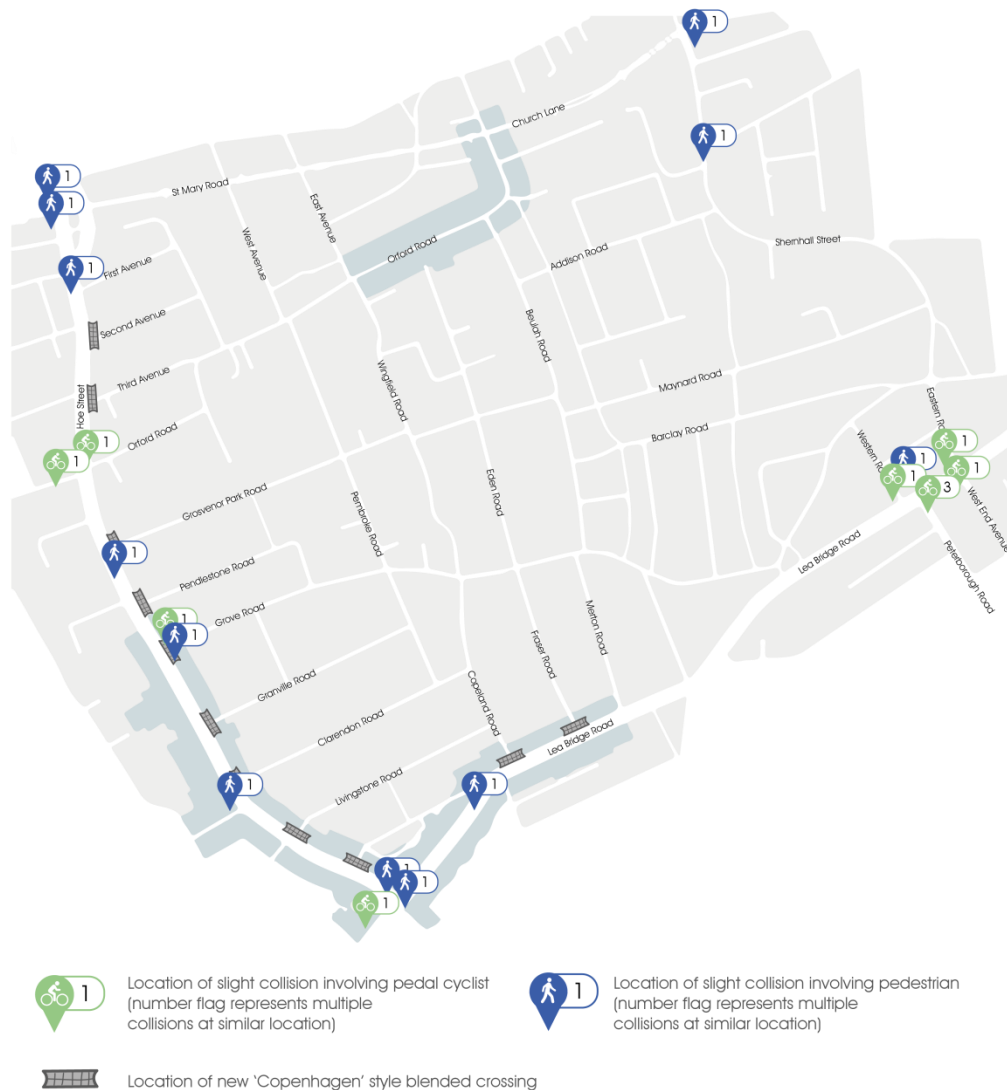 1
Church Lane
1
1
St Mary Road
1
East Avenue
West Avenue
Orford Road
Addison Road
Shernhall Street
First Avenue
1
Second Avenue
Beulah Road
Third Avenue
Wingfield Road
Maynard Road
Hoe Street
Orford Road
Barclay Road
Eastern Ro
Western Ro
1
1
1
1
1
1
3
West End Avenue
Grosvenor Park Road
Eden Road
Pembroke Road
Lea Bridge Road
Peterborough Road
1
Pendlestone Road
Grove Road
1
1
Merton Road
Fraser Road
Granville Road
Copeland Road
Clarendon Road
Lea Bridge Road
Livingstone Road
1
1
1
1
1
1 Location of slight collision involving pedal cyclist
(number flag represents multiple
collisions at similar location)
1 Location of slight collision involving pedestrian
(number flag represents multiple
collisions at similar location)
Location of new ‘Copenhagen’ style blended crossing